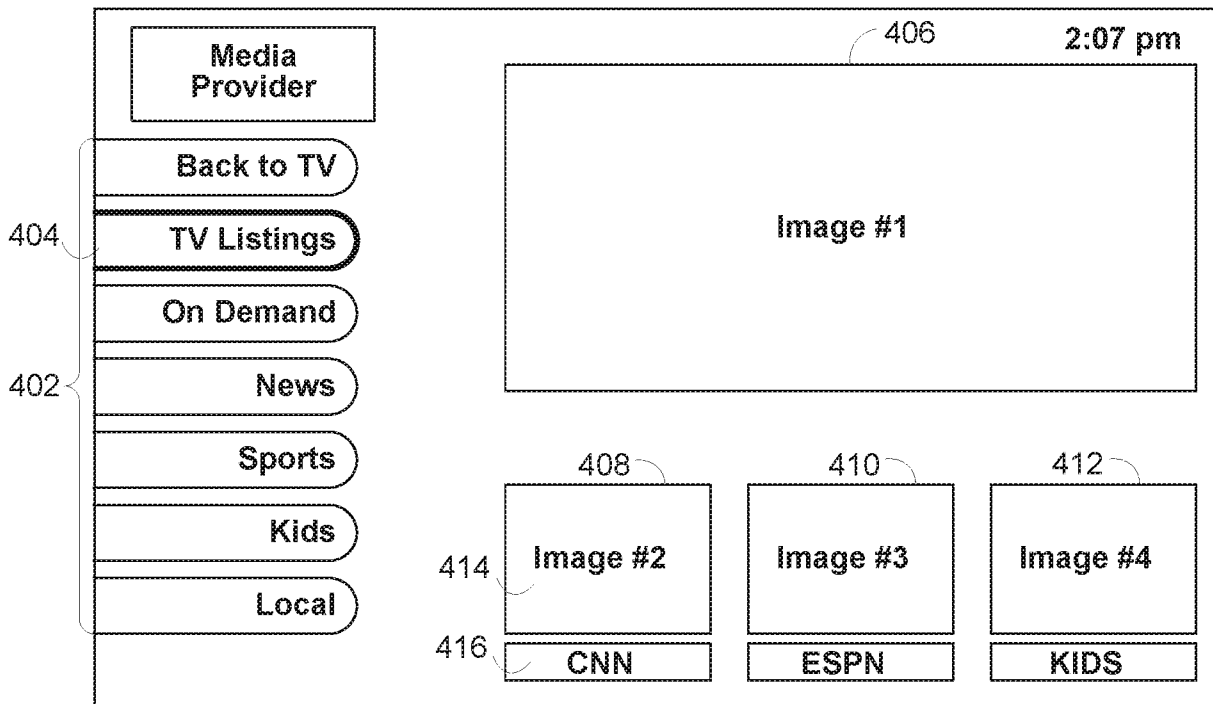 406
2:07 pm
Media
Provider
Back to TV
404
TV Listings
Image #1
On Demand
402
News
Sports
408
410
412
Kids
414
Image #2
Image #3
Image #4
Local
416
CNN
ESPN
KIDS